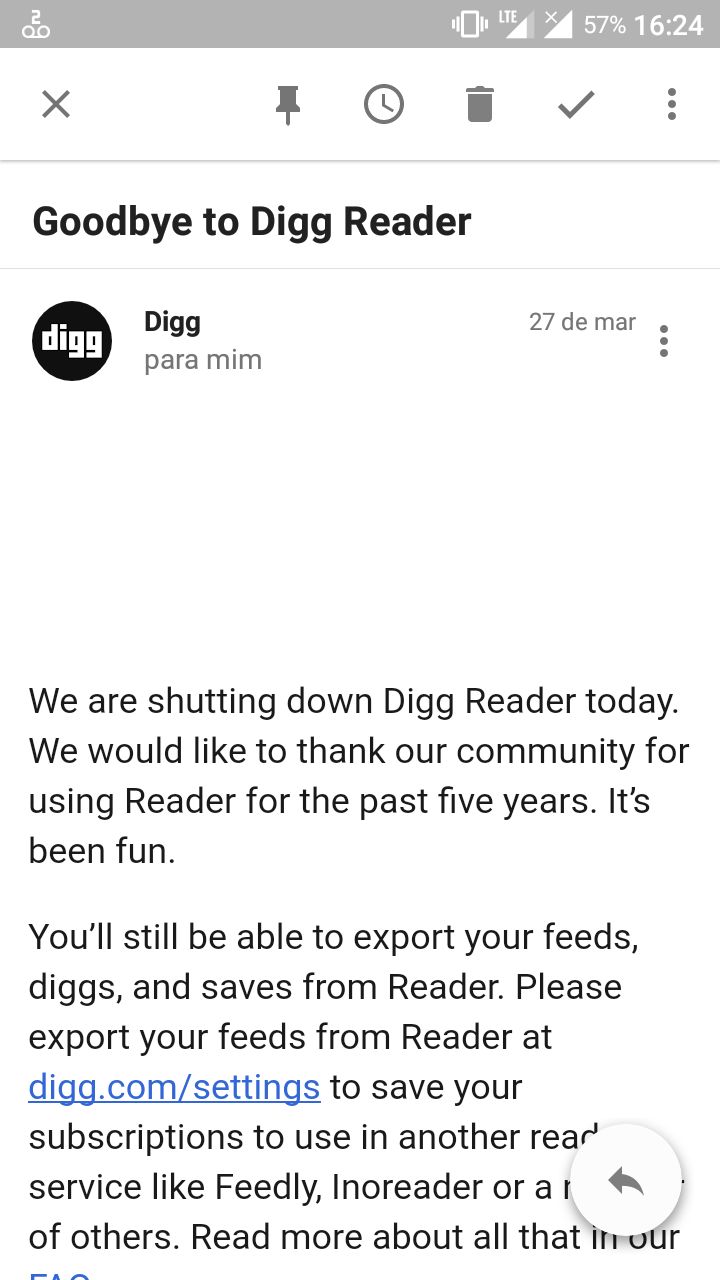 2
LTE 57% 16:24
Goodbye to Digg Reader
digg
Digg
27 de mar
para mim
We are shutting down Digg Reader today.
We would like to thank our community for
using Reader for the past five years. It’s
been fun.
You’ll still be able to export your feeds,
diggs, and saves from Reader. Please
export your feeds from Reader at
digg.com/settings to save your
subscriptions to use in another
service like Feedly, Inoreader or a
of others. Read more about all that in our